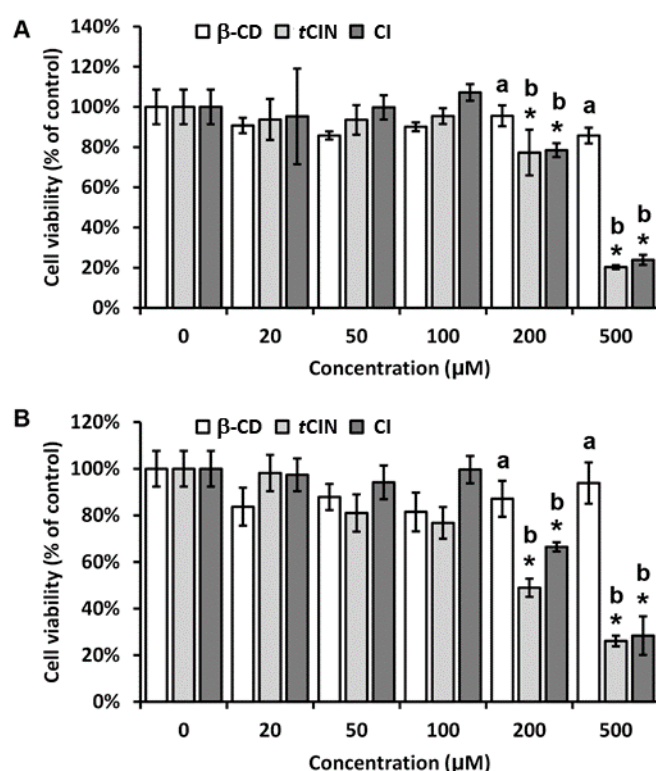 A
β-CD tCIN CI
Cell viability (% of control)
140%
120%
100%
80%
60%
40%
20%
0%
a b b a
* *
b b
* *
0 20 50 100 200 500
Concentration (μM)
B
β-CD tCIN CI
Cell viability (% of control)
120%
100%
80%
60%
40%
20%
0%
a a
b
b *
*
b b
* *
0 20 50 100 200 500
Concentration (μM)